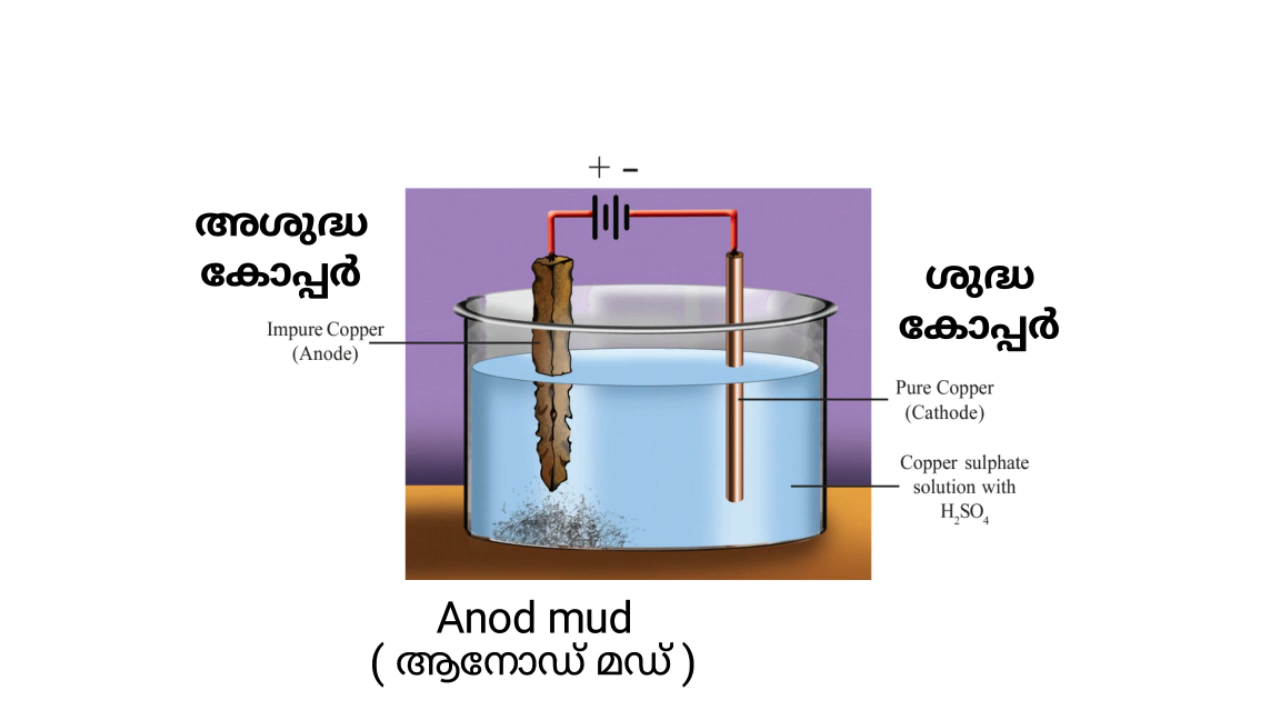 + -
അശുദ്ധ
കോപ്പർ
Impure Copper
(Anode)
ശുദ്ധ
കോപ്പർ
Pure Copper
(Cathode)
Copper sulphate
solution with
H₂SO₄
Anod mud
( ആനോഡ് മഡ് )